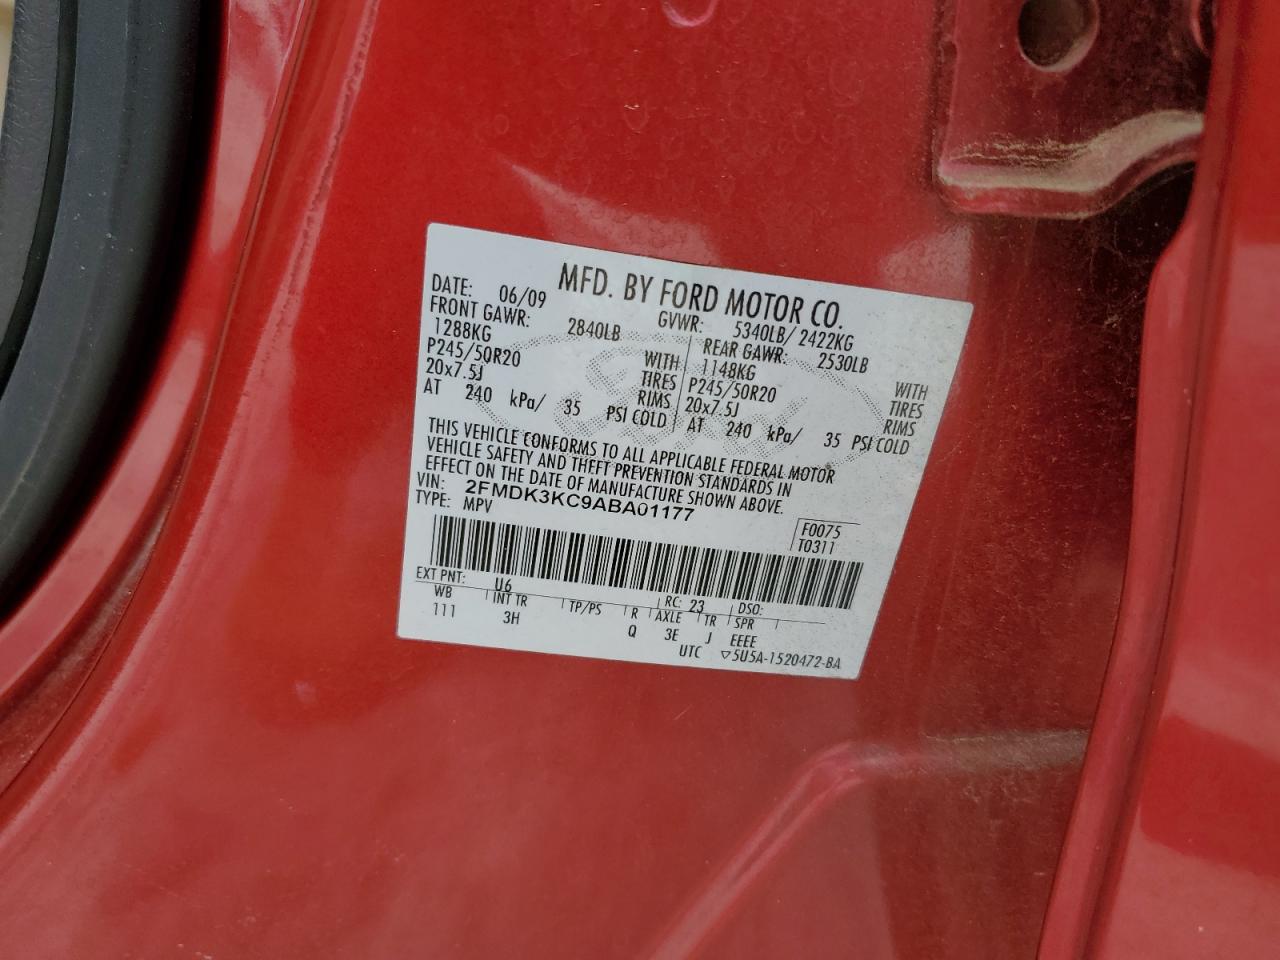 MFD. BY FORD MOTOR CO.
DATE: 06/09 GVWR: 5340LB/ 2422KG
FRONT GAWR: 2840LB REAR GAWR: 2530LB
1288KG WITH 1148KG WITH
P245/50R20 TIRES P245/50R20 TIRES
20x7.5J RIMS 20x7.5J RIMS
AT 240 kPa/ 35 PSI COLD AT 240 kPa/ 35 PSI COLD
THIS VEHICLE CONFORMS TO ALL APPLICABLE FEDERAL MOTOR
VEHICLE SAFETY AND THEFT PREVENTION STANDARDS IN
EFFECT ON THE DATE OF MANUFACTURE SHOWN ABOVE.
VIN: 2FMDK3KC9ABA01177
TYPE: MPV
F0075
T0311
EXT PNT: U6 RC: 23 DSO:
WB INT TR TP/PS R AXLE TR SPR
111 3H Q 3E J EEEE
UTC ▽5U5A-1520472-BA